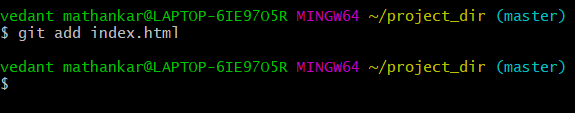 vedant mathankar@LAPTOP-6IE97O5R MINGW64 ~/project_dir (master)
$ git add index.html
vedant mathankar@LAPTOP-6IE97O5R MINGW64 ~/project_dir (master)
$